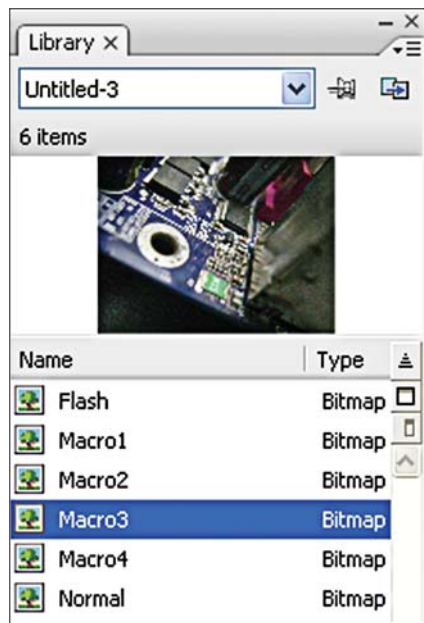 Library
Untitled-3
6 items
Name Type
Flash Bitmap
Macro1 Bitmap
Macro2 Bitmap
Macro3 Bitmap
Macro4 Bitmap
Normal Bitmap